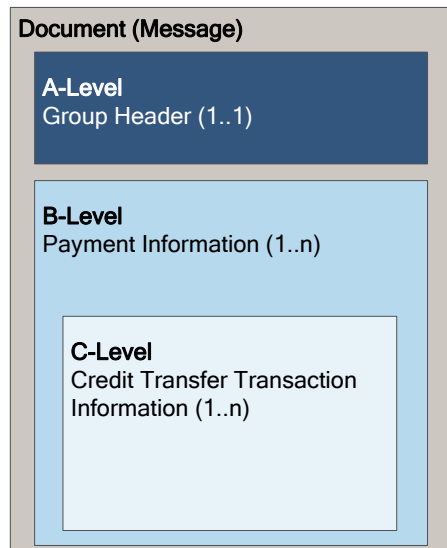 Document (Message)
A-Level
Group Header (1..1)
B-Level
Payment Information (1..n)
C-Level
Credit Transfer Transaction
Information (1..n)